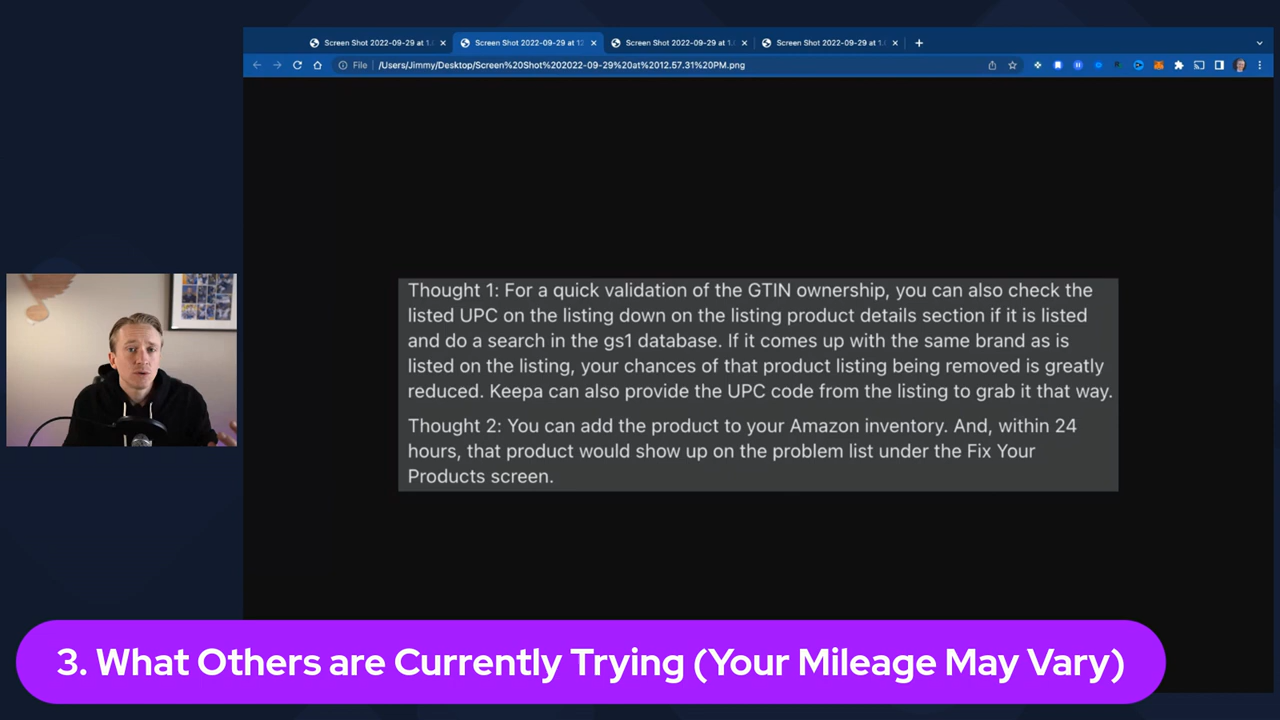 Screen Shot 2022-09-29 at 1.
Screen Shot 2022-09-29 at 12
Screen Shot 2022-09-29 at 1.
Screen Shot 2022-09-29 at 1.
File
/Users/Jimmy/Desktop/Screen%20Shot%202022-09-29%20at%2012.57.31%20PM.png
Thought 1: For a quick validation of the GTIN ownership, you can also check the
listed UPC on the listing down on the listing product details section if it is listed
and do a search in the gs1 database. If it comes up with the same brand as is
listed on the listing, your chances of that product listing being removed is greatly
reduced. Keepa can also provide the UPC code from the listing to grab it that way.
Thought 2: You can add the product to your Amazon inventory. And, within 24
hours, that product would show up on the problem list under the Fix Your
Products screen.
3. What Others are Currently Trying (Your Mileage May Vary)